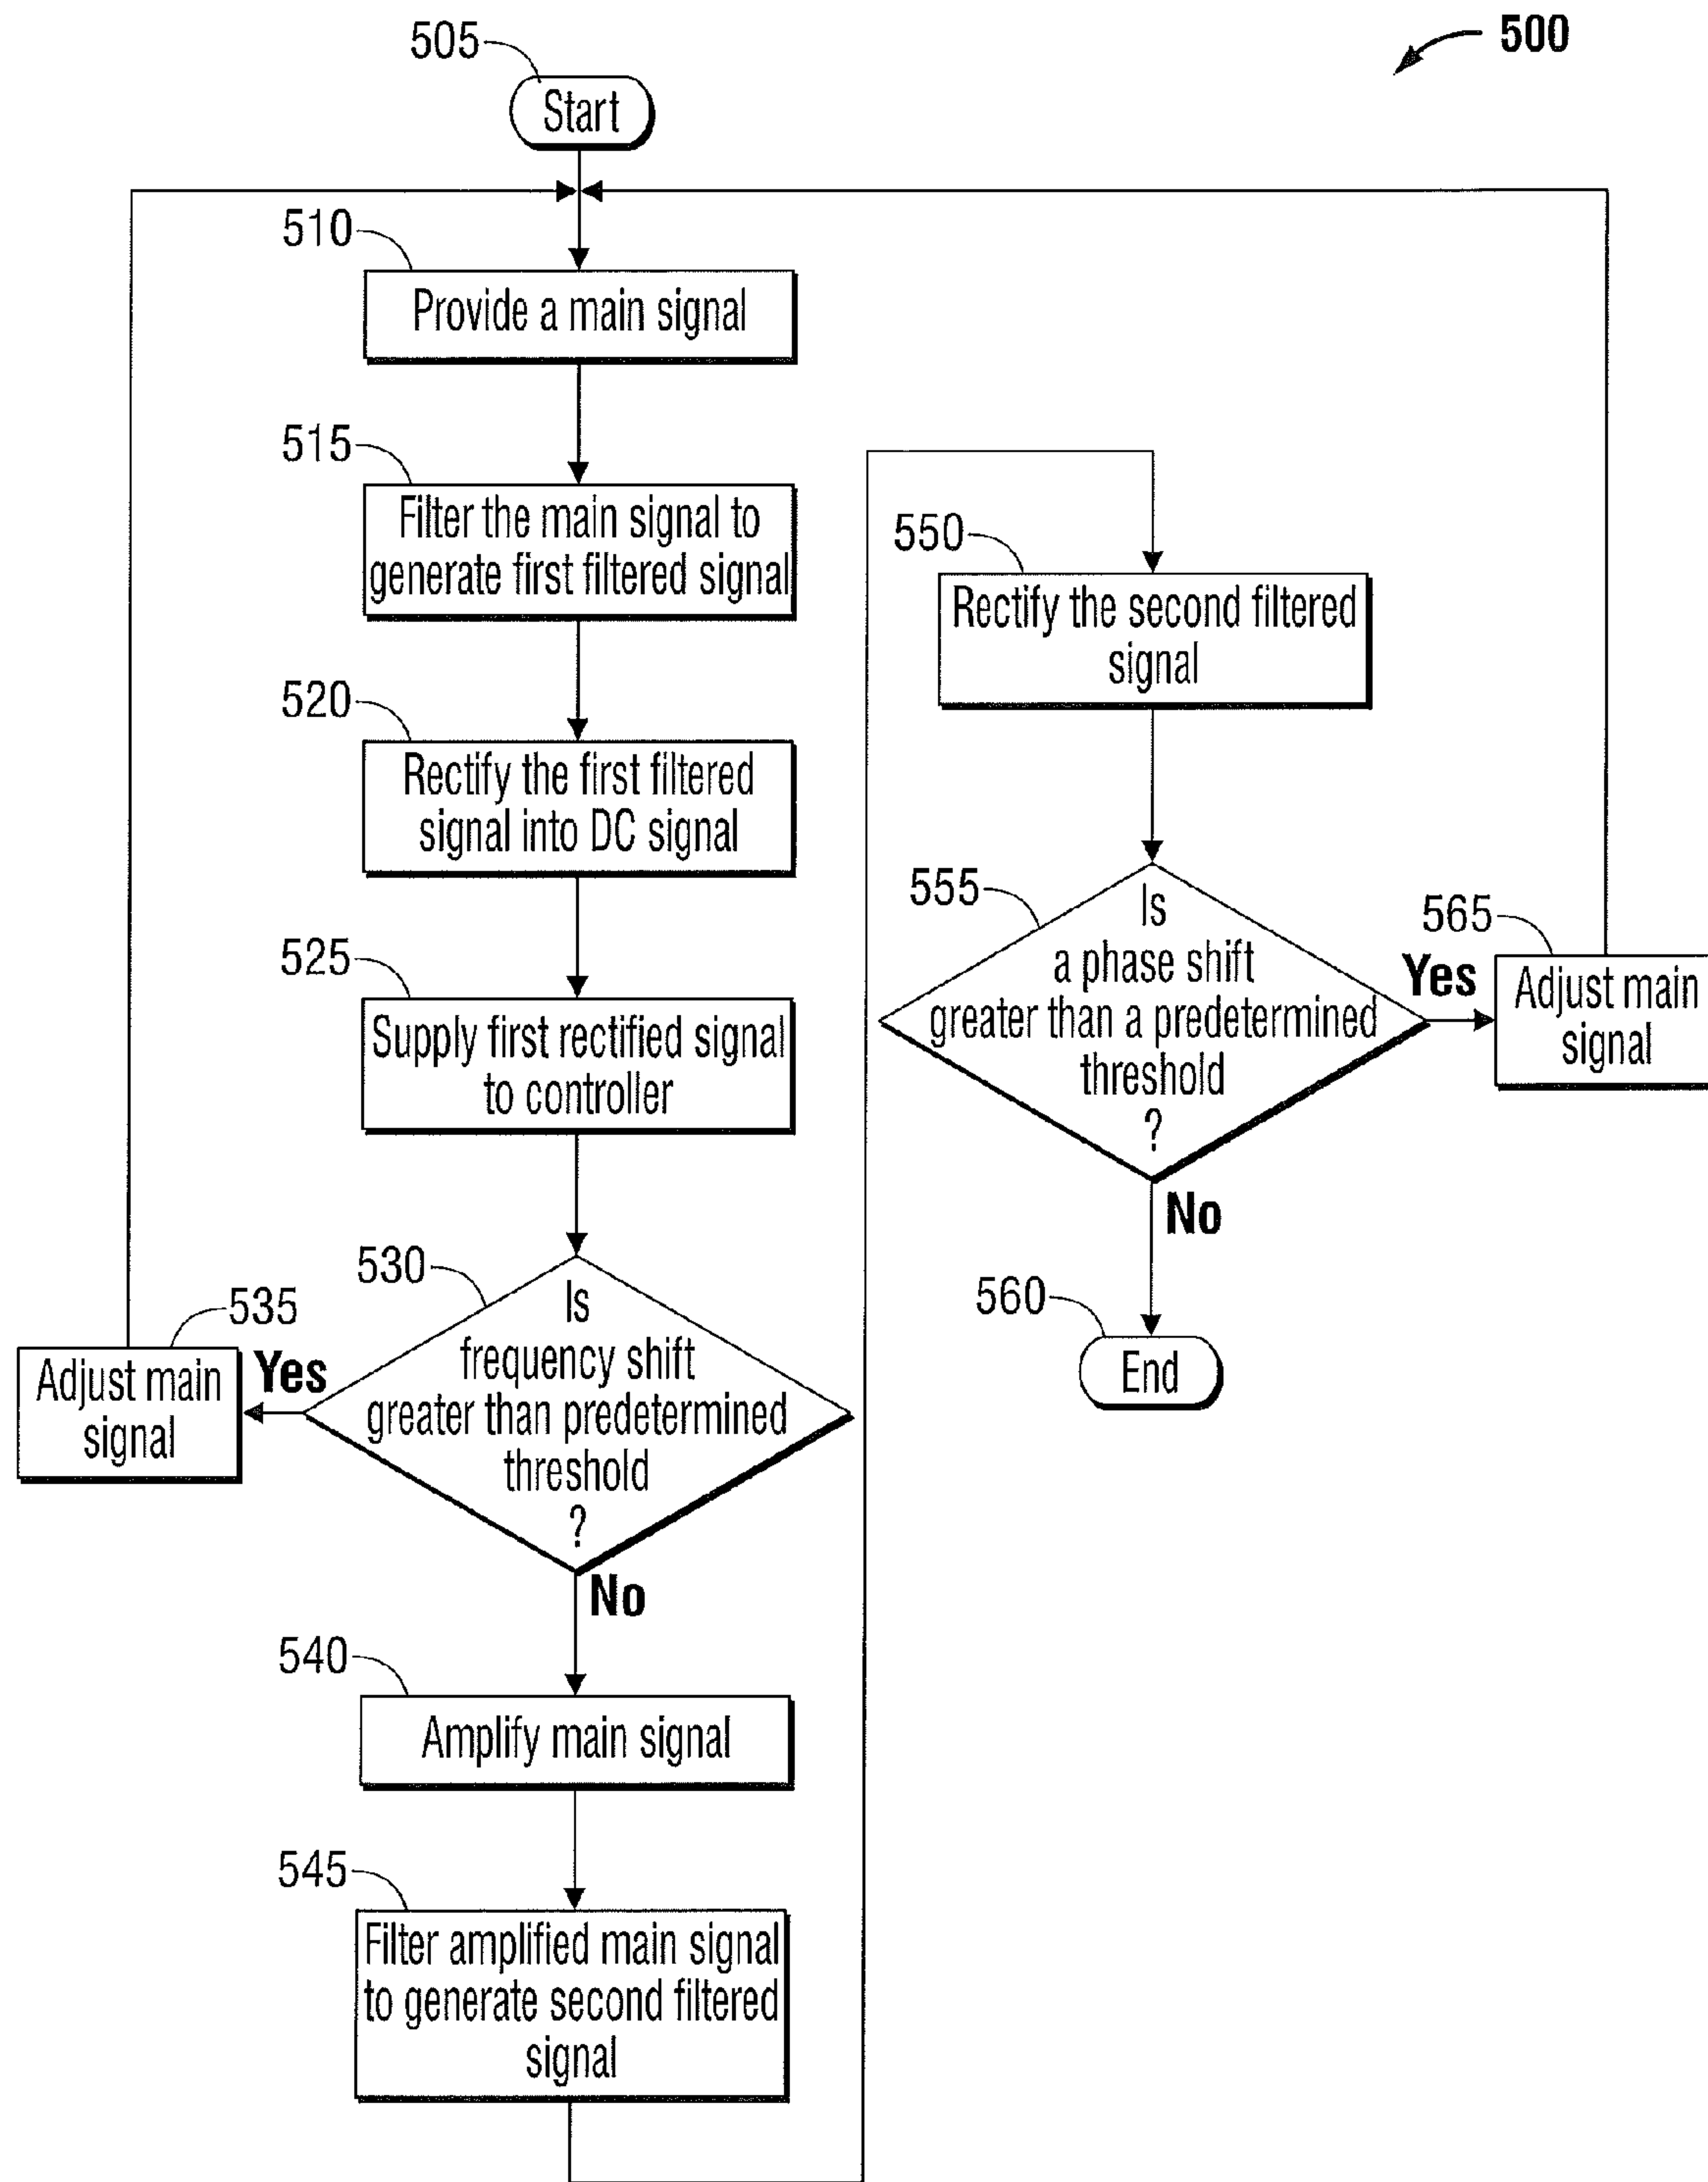 500
505
Start
510
Provide a main signal
515
Filter the main signal to
generate first filtered signal
520
Rectify the first filtered
signal into DC signal
525
Supply first rectified signal
to controller
530
Is
frequency shift
greater than predetermined
threshold
?
Yes
535
Adjust main
signal
No
540
Amplify main signal
545
Filter amplified main signal
to generate second filtered
signal
550
Rectify the second filtered
signal
555
Is
a phase shift
greater than a predetermined
threshold
?
Yes
565
Adjust main
signal
No
560
End